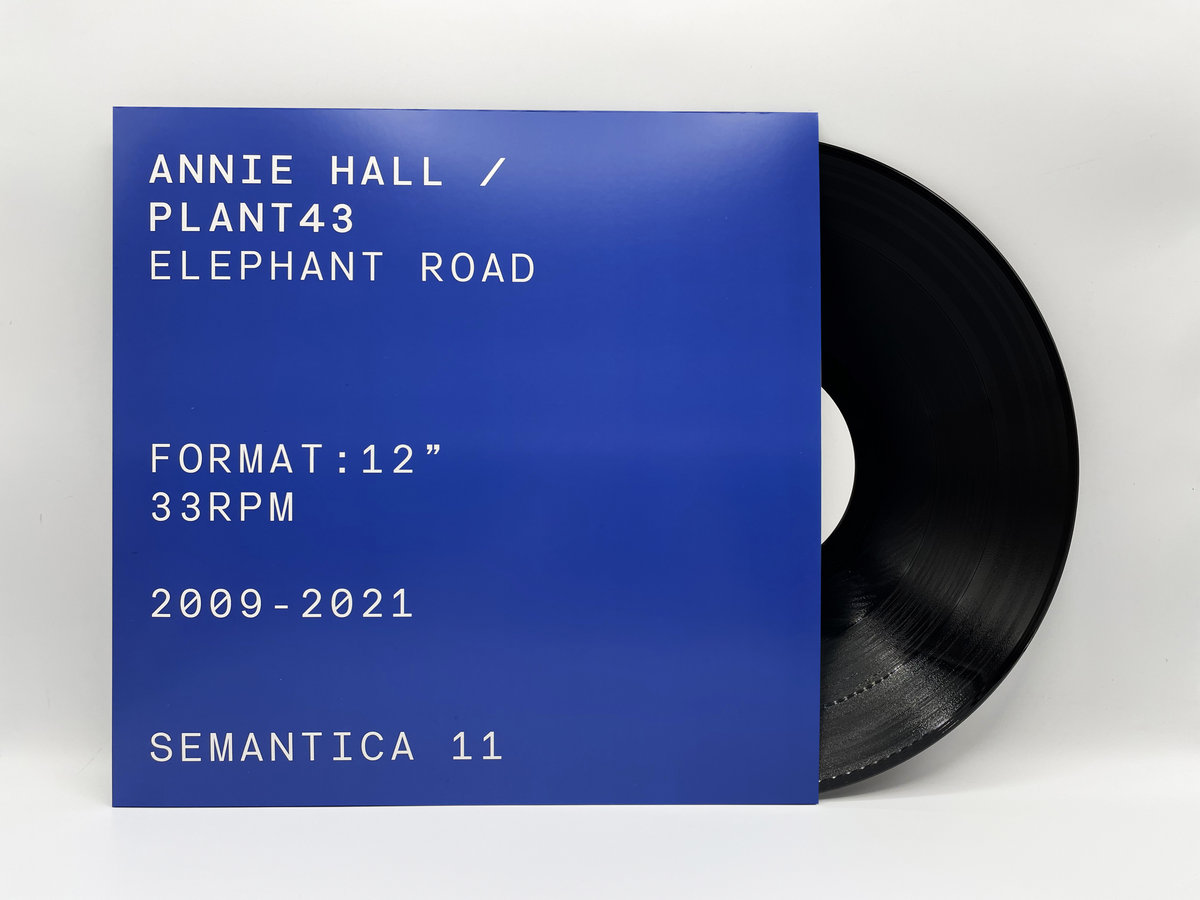 ANNIE HALL /
PLANT43
ELEPHANT ROAD
FORMAT:12”
33RPM
2009-2021
SEMANTICA 11